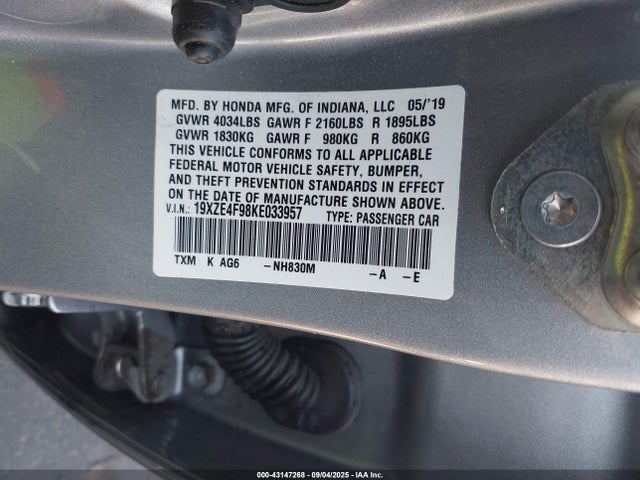 MFD. BY HONDA MFG. OF INDIANA, LLC 05/'19
GVWR 4034LBS GAWR F 2160LBS R 1895LBS
GVWR 1830KG GAWR F 980KG R 860KG
THIS VEHICLE CONFORMS TO ALL APPLICABLE
FEDERAL MOTOR VEHICLE SAFETY, BUMPER,
AND THEFT PREVENTION STANDARDS IN EFFECT
ON THE DATE OF MANUFACTURE SHOWN ABOVE.
V.I.N.: 19XZE4F98KE033957 TYPE: PASSENGER CAR
TXM K AG6 -NH830M -A -E
000-43147268 - 09/04/2025 - IAA Inc.